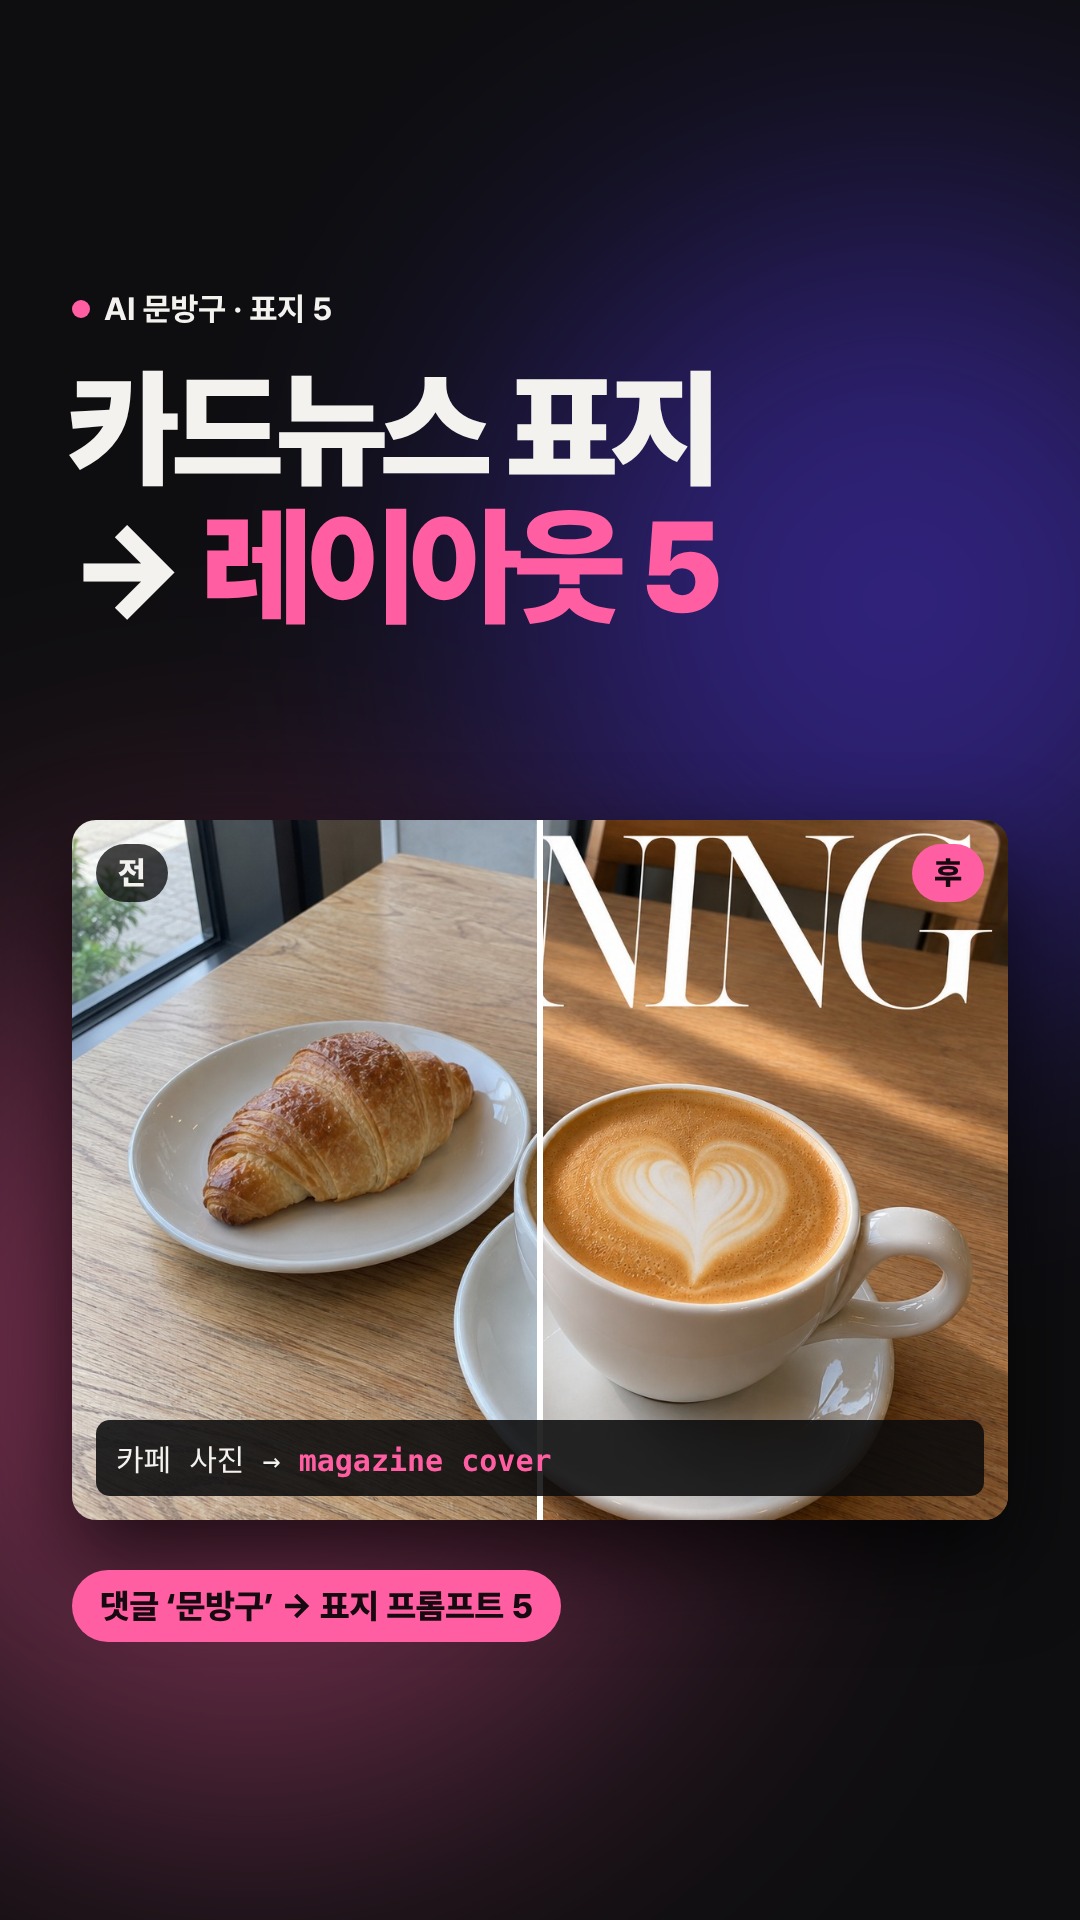 AI 문방구 · 표지 5
카드뉴스 표지
→ 레이아웃 5
전
NING
후
카페 사진 → magazine cover
댓글 ‘문방구’ → 표지 프롬프트 5